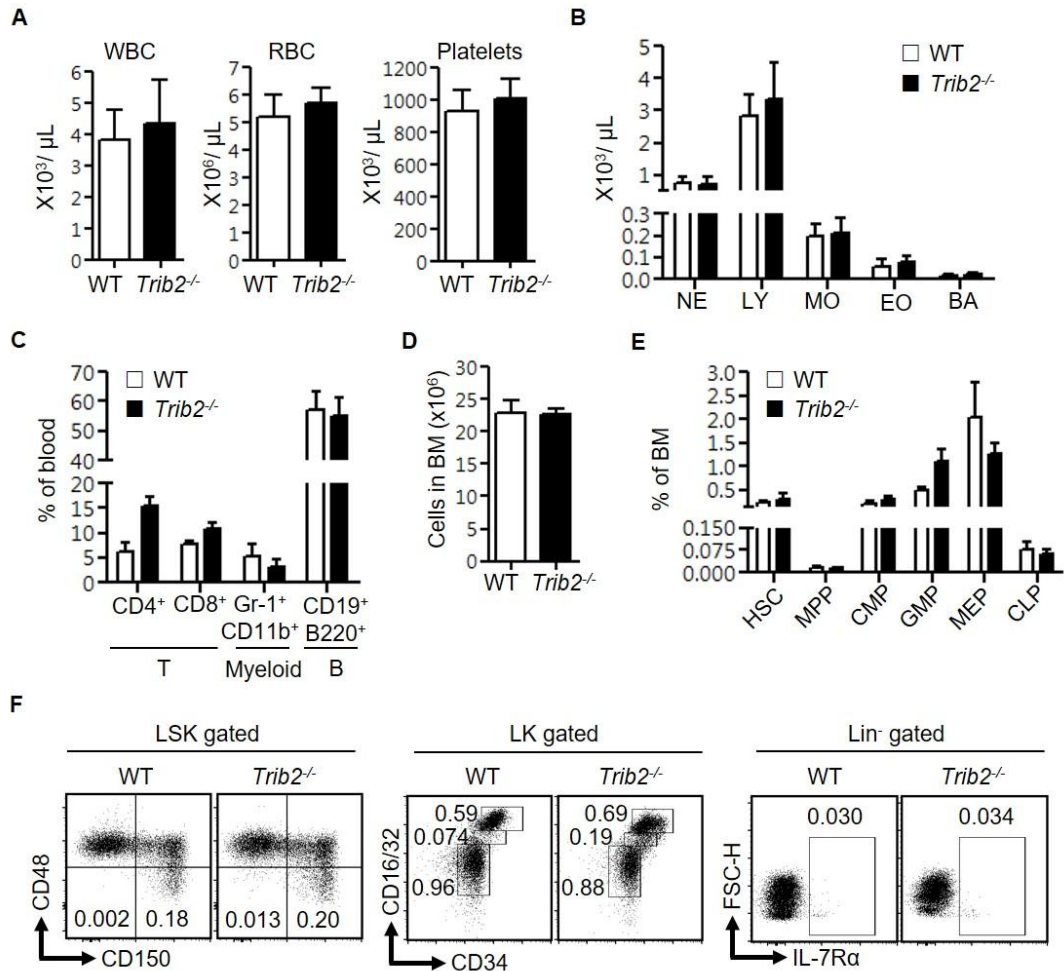 A
WBC
RBC
Platelets
X10³/ µL
6
5
4
3
2
1
0
WT Trib2-/-
X10⁶/ µL
7
6
5
4
3
2
1
0
WT Trib2-/-
X10³/ µL
1200
1000
800
600
400
200
0
WT Trib2-/-
B
WT
Trib2-/-
X10³/ µL
5
4
3
2
1
0.3
0.2
0.1
0.0
NE LY MO EO BA
C
WT
Trib2-/-
% of blood
70
60
50
40
20
15
10
5
0
CD4⁺ CD8⁺ Gr-1⁺ CD19⁺
CD11b⁺ B220⁺
T Myeloid B
D
Cells in BM (x10⁶)
30
25
20
15
10
5
0
WT Trib2-/-
E
WT
Trib2-/-
% of BM
3.0
2.5
2.0
1.5
1.0
0.5
0.150
0.075
0.000
HSC MPP CMP GMP MEP CLP
F
LSK gated
WT Trib2-/-
CD48
0.002 0.18 0.013 0.20
CD150
LK gated
WT Trib2-/-
CD16/32
0.59 0.69
0.074 0.19
0.96 0.88
CD34
Lin⁻ gated
WT Trib2-/-
0.030 0.034
FSC-H
IL-7Rα